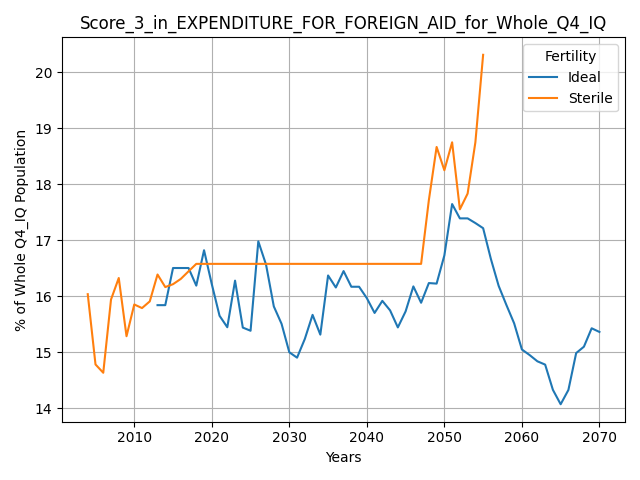 Score_3_in_EXPENDITURE_FOR_FOREIGN_AID_for_Whole_Q4_IQ
% of Whole Q4_IQ Population
20
19
18
17
16
15
14
Fertility
Ideal
Sterile
2010 2020 2030 2040 2050 2060 2070
Years